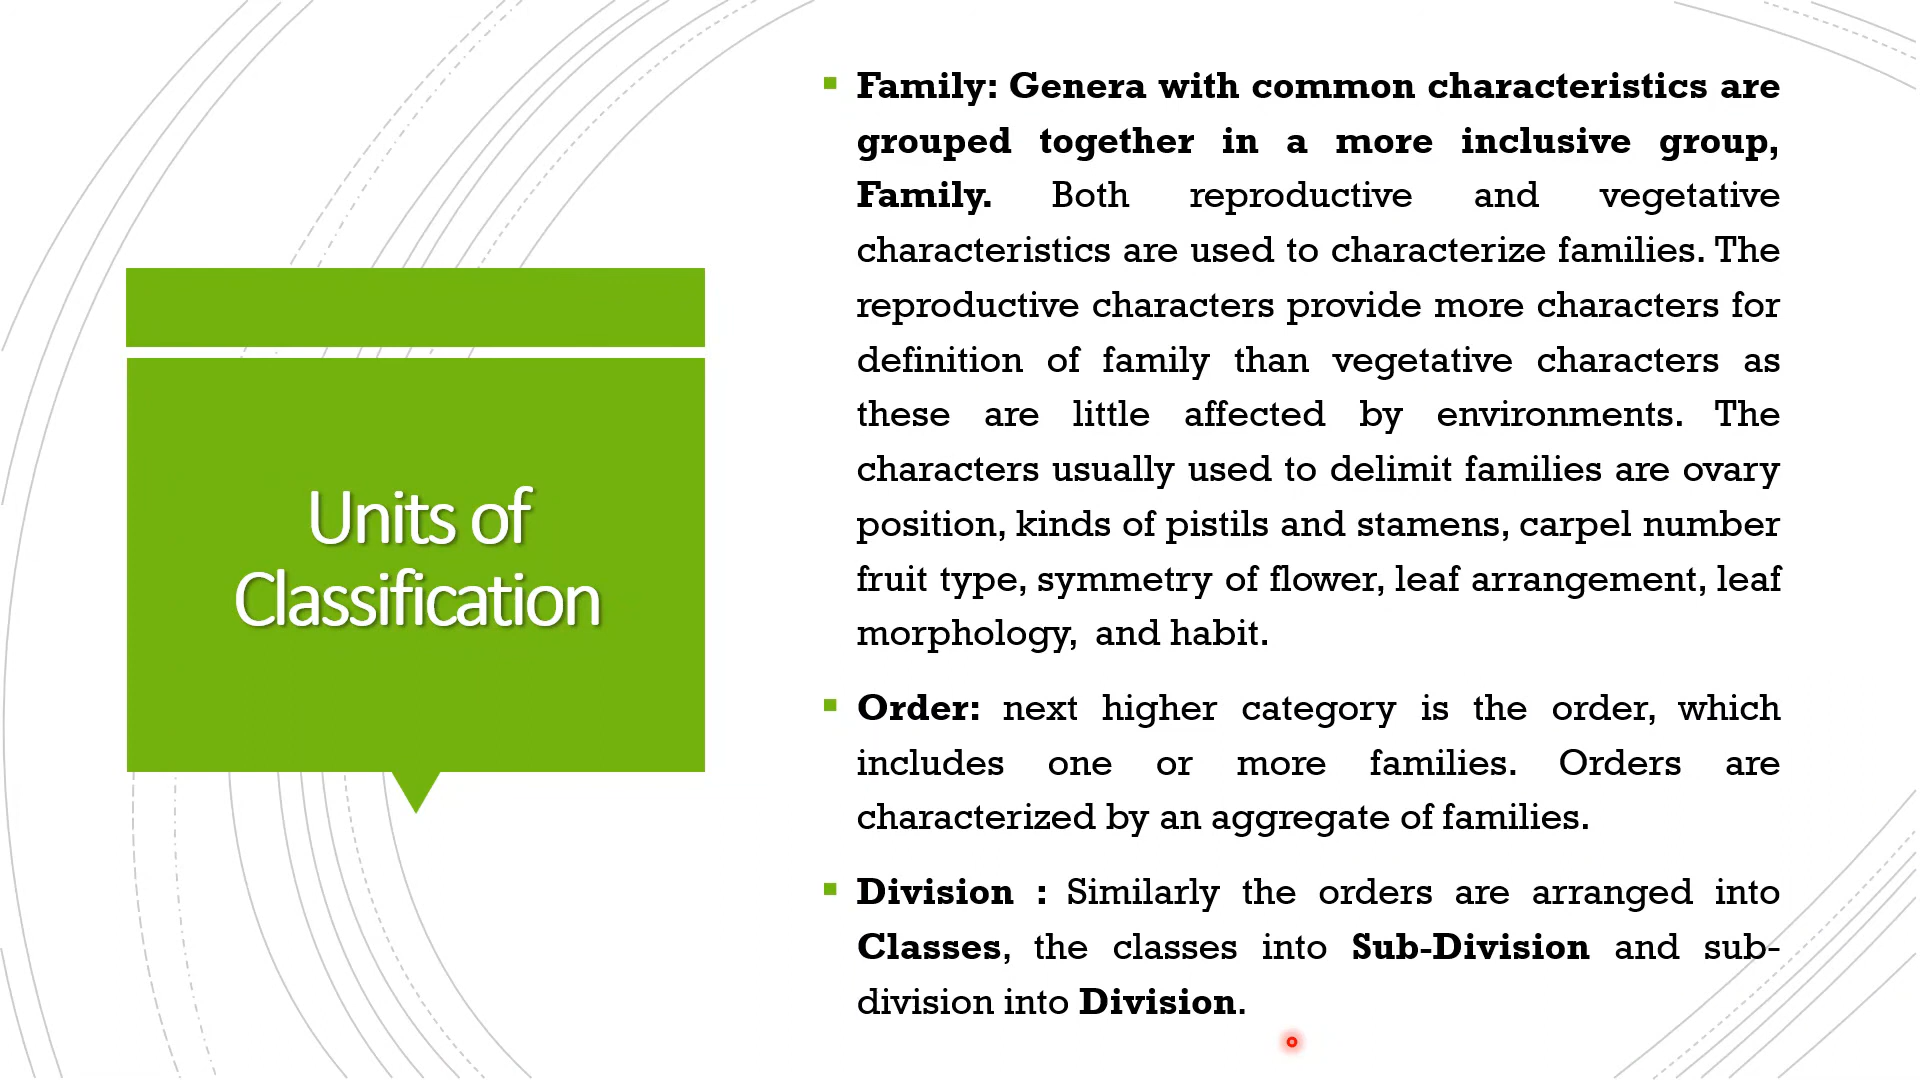 Units of
Classification
Family: Genera with common characteristics are
grouped together in a more inclusive group,
Family. Both reproductive and vegetative
characteristics are used to characterize families. The
reproductive characters provide more characters for
definition of family than vegetative characters as
these are little affected by environments. The
characters usually used to delimit families are ovary
position, kinds of pistils and stamens, carpel number
fruit type, symmetry of flower, leaf arrangement, leaf
morphology, and habit.
Order: next higher category is the order, which
includes one or more families. Orders are
characterized by an aggregate of families.
Division : Similarly the orders are arranged into
Classes, the classes into Sub-Division and sub-
division into Division.